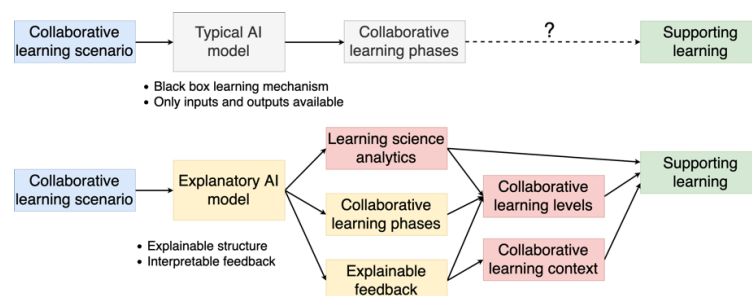 Collaborative
learning scenario
Typical AI
model
Collaborative
learning phases
?
Supporting
learning
• Black box learning mechanism
• Only inputs and outputs available
Learning science
analytics
Collaborative
learning scenario
Explanatory AI
model
Collaborative
learning phases
Collaborative
learning levels
Supporting
learning
• Explainable structure
• Interpretable feedback
Explainable
feedback
Collaborative
learning context